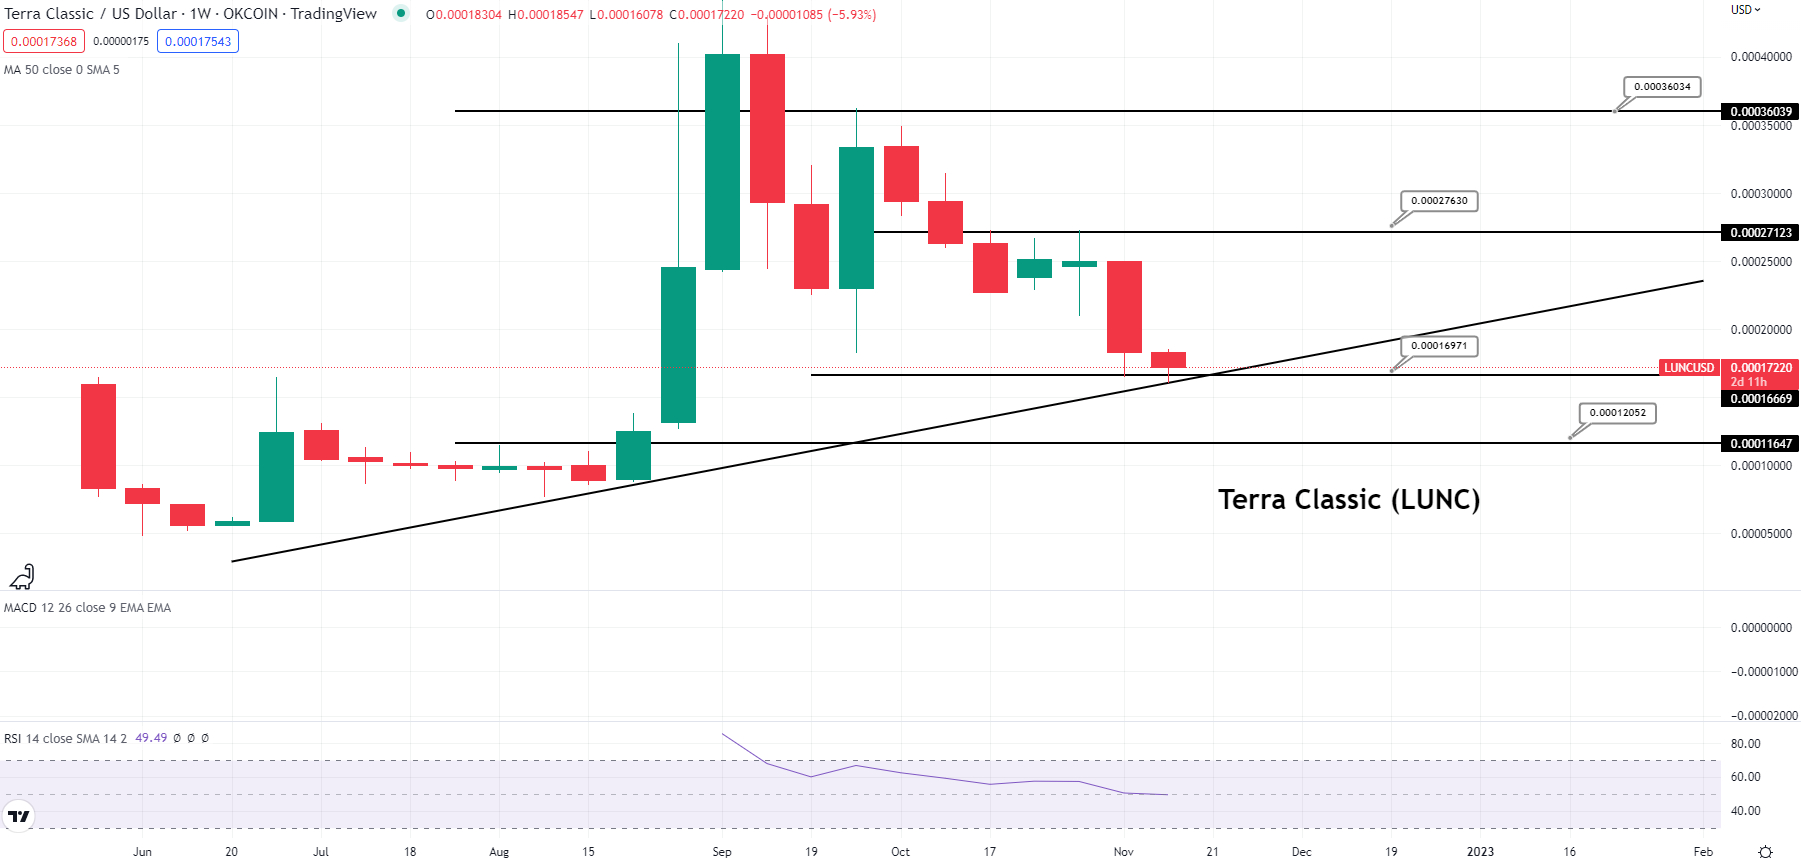 Terra Classic / US Dollar · 1W · OKCOIN · TradingView O0.00018304 H0.00018547 L0.00016078 C0.00017220 −0.00001085 (−5.93%)
USD
0.00017368 0.00000175 0.00017543
MA 50 close 0 SMA 5
0.00040000
0.00036034
0.00036039
0.00035000
0.00030000
0.00027630
0.00027123
0.00025000
0.00020000
0.00016971
LUNCUSD 0.00017220
2d 11h
0.00016669
0.00012052
0.00011647
0.00010000
Terra Classic (LUNC)
0.00005000
MACD 12 26 close 9 EMA EMA
0.00000000
−0.00001000
−0.00002000
RSI 14 close SMA 14 2 49.49 Ø Ø Ø
80.00
60.00
40.00
Jun 20 Jul 18 Aug 15 Sep 19 Oct 17 Nov 21 Dec 19 2023 16 Feb